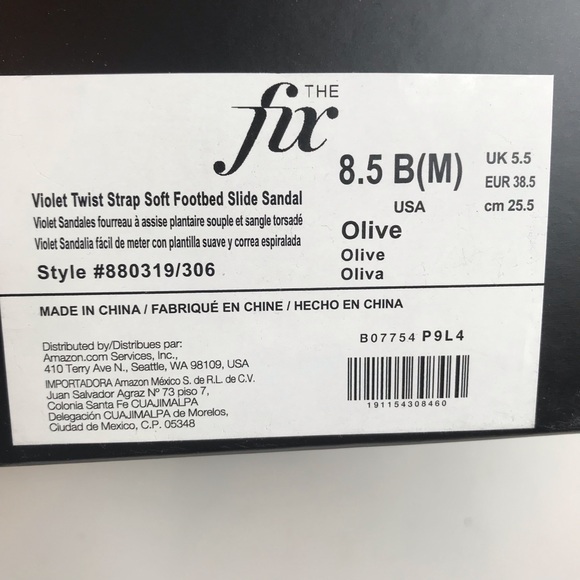 THE
fix
Violet Twist Strap Soft Footbed Slide Sandal
Violet Sandales fourreau à assise plantaire souple et sangle torsadé
Violet Sandalia fácil de meter con plantilla suave y correa espiralada
Style #880319/306
8.5 B(M)
USA
UK 5.5
EUR 38.5
cm 25.5
Olive
Olive
Oliva
MADE IN CHINA / FABRIQUÉ EN CHINE / HECHO EN CHINA
Distributed by/Distribues par:
Amazon.com Services, Inc.,
410 Terry Ave N., Seattle, WA 98109, USA
IMPORTADORA Amazon México S. de R.L. de C.V.
Juan Salvador Agraz Nº 73 piso 7,
Colonia Santa Fe CUAJIMALPA
Delegación CUAJIMALPA de Morelos,
Ciudad de Mexico, C.P. 05348
B07754 P9L4
191154308460